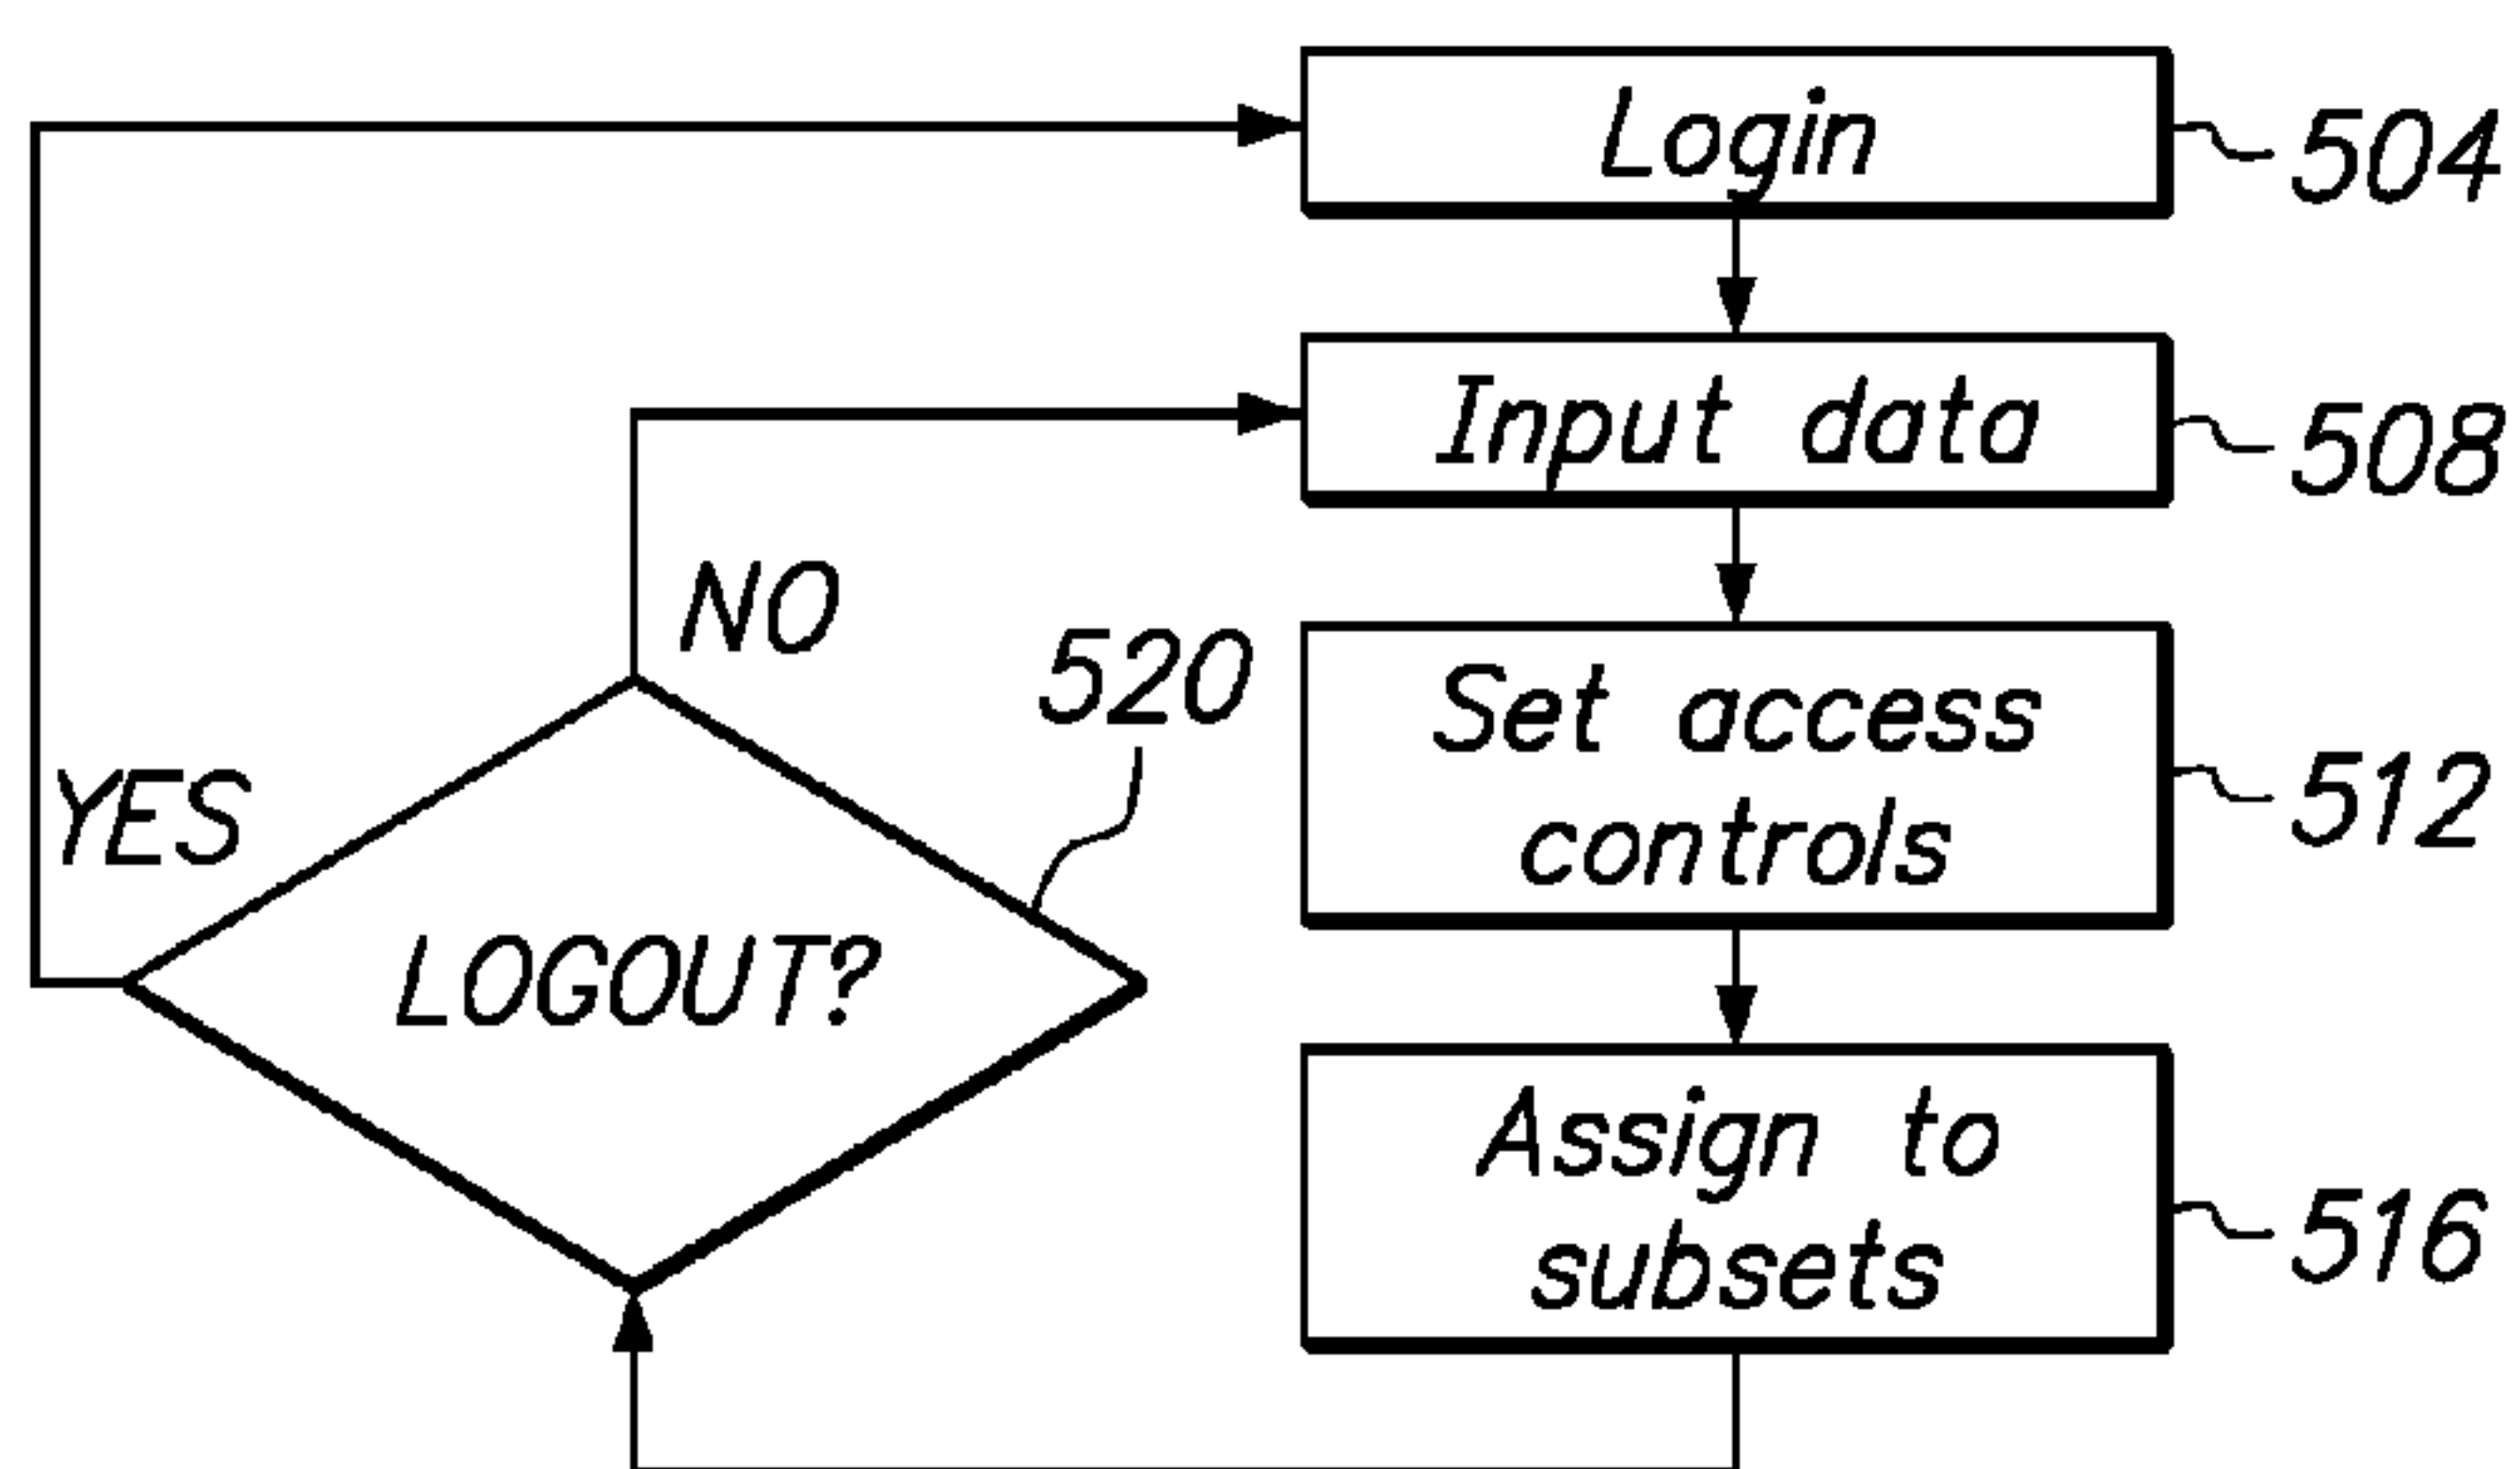 Login
504
Input data
508
NO
520
Set access
controls
512
YES
LOGOUT?
Assign to
subsets
516